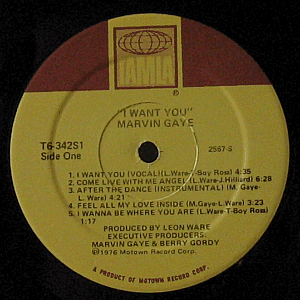 TAMLA
®
"I WANT YOU"
MARVIN GAYE
T6-342S1
Side One
2567-S
1. I WANT YOU (VOCAL)(L.Ware-T-Boy Ross) 4:35
2. COME LIVE WITH ME ANGEL (L.Ware-J.Hilliard) 6:28
3. AFTER THE DANCE (INSTRUMENTAL) (M. Gaye-
L. Ware) 4:21
4. FEEL ALL MY LOVE INSIDE (M. Gaye-L. Ware) 3:23
5. I WANNA BE WHERE YOU ARE (L.Ware-T-Boy Ross)
1:17
PRODUCED BY LEON WARE
EXECUTIVE PRODUCERS:
MARVIN GAYE & BERRY GORDY
©1976 Motown Record Corp.
A PRODUCT OF MOTOWN RECORD CORP.